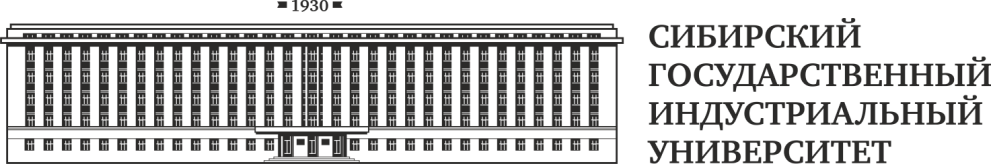 1930
СИБИРСКИЙ
ГОСУДАРСТВЕННЫЙ
ИНДУСТРИАЛЬНЫЙ
УНИВЕРСИТЕТ